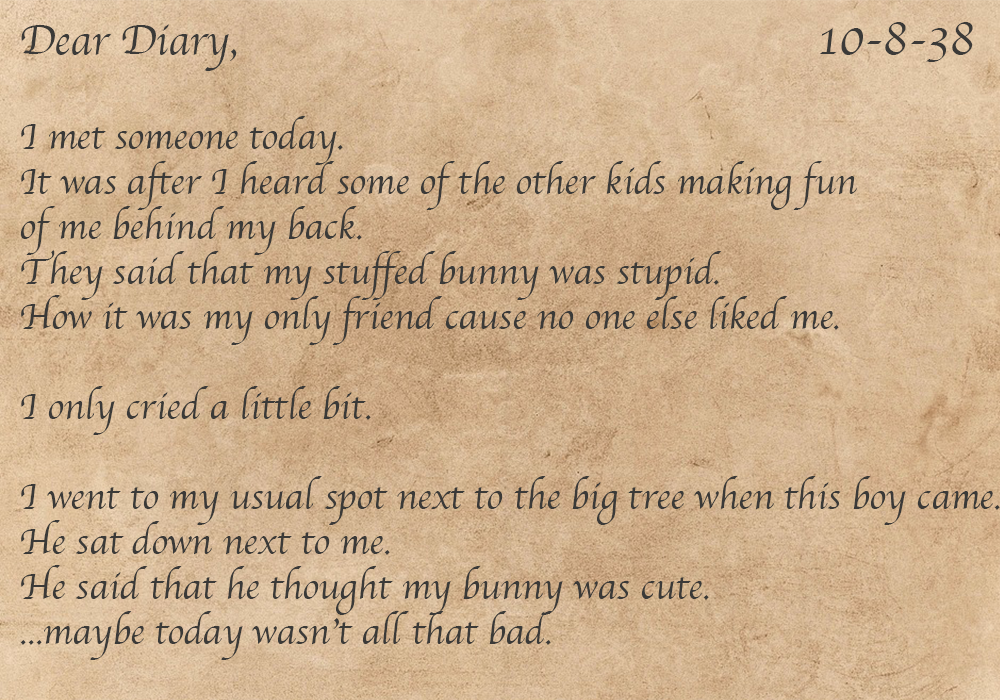 Dear Diary, 10-8-38
I met someone today.
It was after I heard some of the other kids making fun
of me behind my back.
They said that my stuffed bunny was stupid.
How it was my only friend cause no one else liked me.
I only cried a little bit.
I went to my usual spot next to the big tree when this boy came.
He sat down next to me.
He said that he thought my bunny was cute.
...maybe today wasn't all that bad.